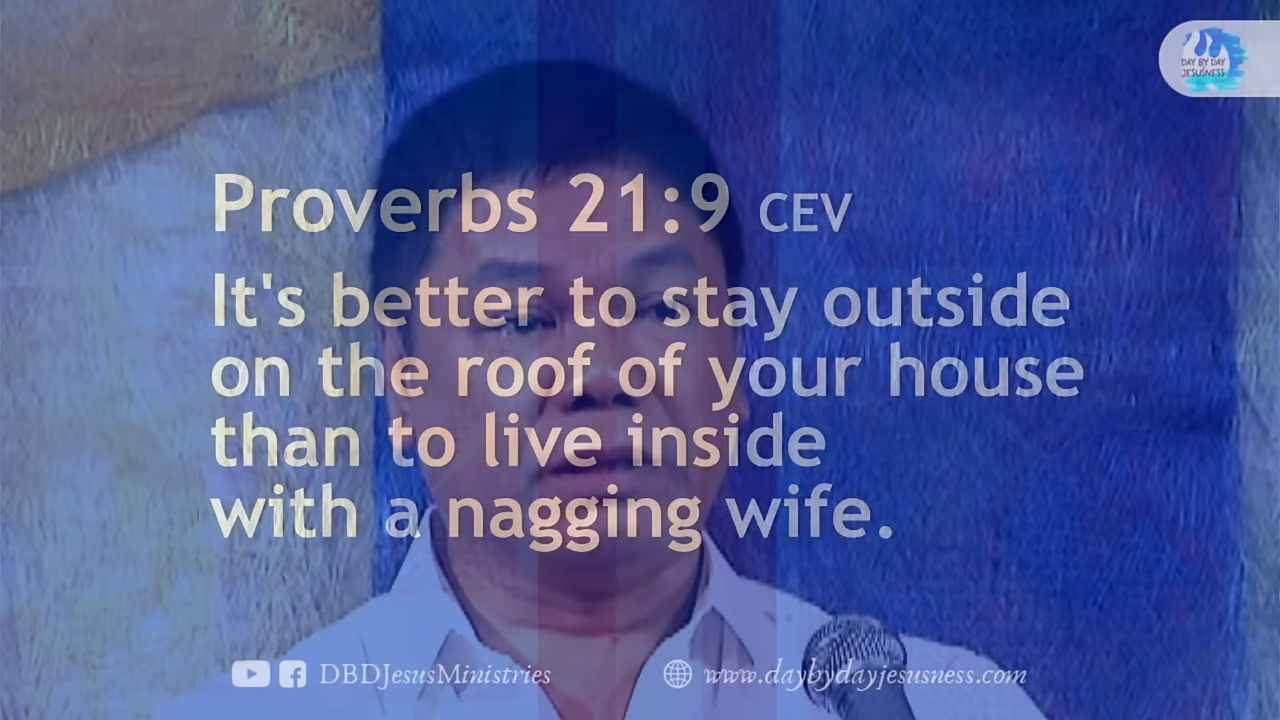 DAY BY DAY
JESUSNESS
Proverbs 21:9 CEV
It's better to stay outside
on the roof of your house
than to live inside
with a nagging wife.
DBDJesusMinistries
www.daybydayjesusness.com